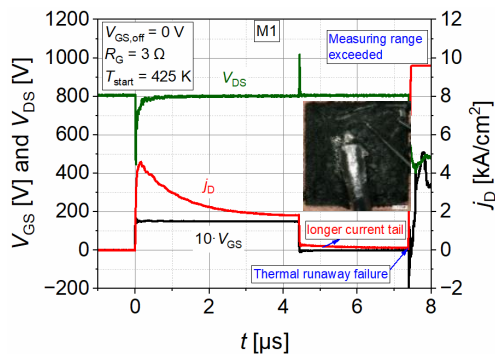 M1
V_GS,off = 0 V
R_G = 3 Ω
T_start = 425 K
Measuring range
exceeded
V_DS
j_D
10· V_GS
longer current tail
Thermal runaway failure
V_GS [V] and V_DS [V]
1200
1000
800
600
400
200
0
−200
j_D [kA/cm²]
12
10
8
6
4
2
0
−2
0 2 4 6 8
t [µs]